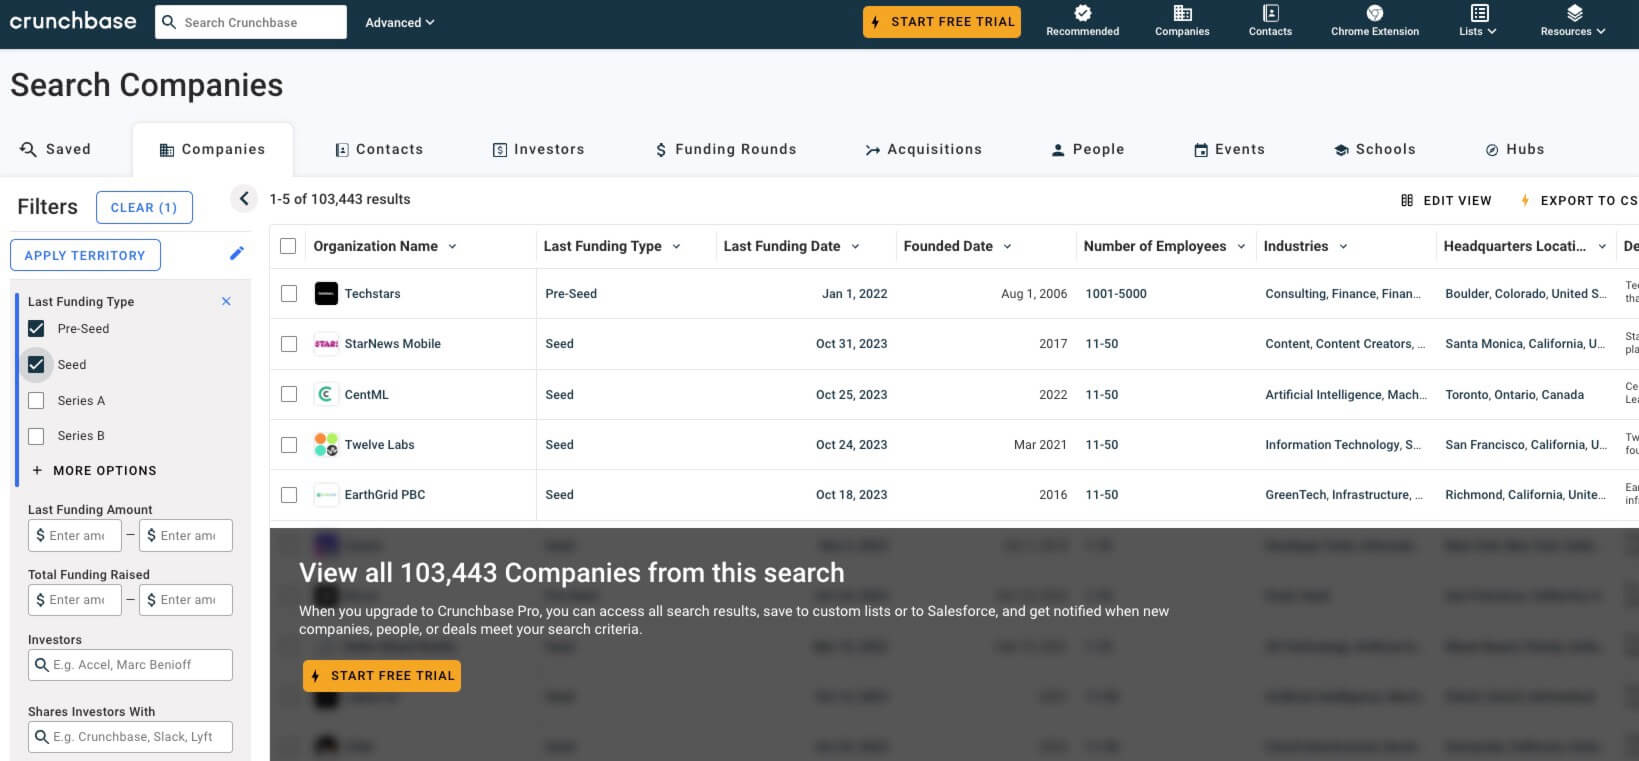 crunchbase
Search Crunchbase
Advanced
START FREE TRIAL
Recommended
Companies
Contacts
Chrome Extension
Lists
Resources
Search Companies
Saved
Companies
Contacts
Investors
Funding Rounds
Acquisitions
People
Events
Schools
Hubs
Filters
CLEAR (1)
1-5 of 103,443 results
EDIT VIEW
EXPORT TO CS
APPLY TERRITORY
Last Funding Type
Pre-Seed
Seed
Series A
Series B
+ MORE OPTIONS
Last Funding Amount
$ Enter am – $ Enter am
Total Funding Raised
$ Enter am – $ Enter am
Investors
E.g. Accel, Marc Benioff
Shares Investors With
E.g. Crunchbase, Slack, Lyft
Organization Name Last Funding Type Last Funding Date Founded Date Number of Employees Industries Headquarters Locati... De
Techstars Pre-Seed Jan 1, 2022 Aug 1, 2006 1001-5000 Consulting, Finance, Finan... Boulder, Colorado, United S... Tec
tha
STAR StarNews Mobile Seed Oct 31, 2023 2017 11-50 Content, Content Creators, ... Santa Monica, California, U... Sta
pla
CentML Seed Oct 25, 2023 2022 11-50 Artificial Intelligence, Mach... Toronto, Ontario, Canada Ce
Lea
Twelve Labs Seed Oct 24, 2023 Mar 2021 11-50 Information Technology, S... San Francisco, California, U... Tw
fou
EarthGrid PBC Seed Oct 18, 2023 2016 11-50 GreenTech, Infrastructure, ... Richmond, California, Unite... Ear
inf
View all 103,443 Companies from this search
When you upgrade to Crunchbase Pro, you can access all search results, save to custom lists or to Salesforce, and get notified when new
companies, people, or deals meet your search criteria.
START FREE TRIAL